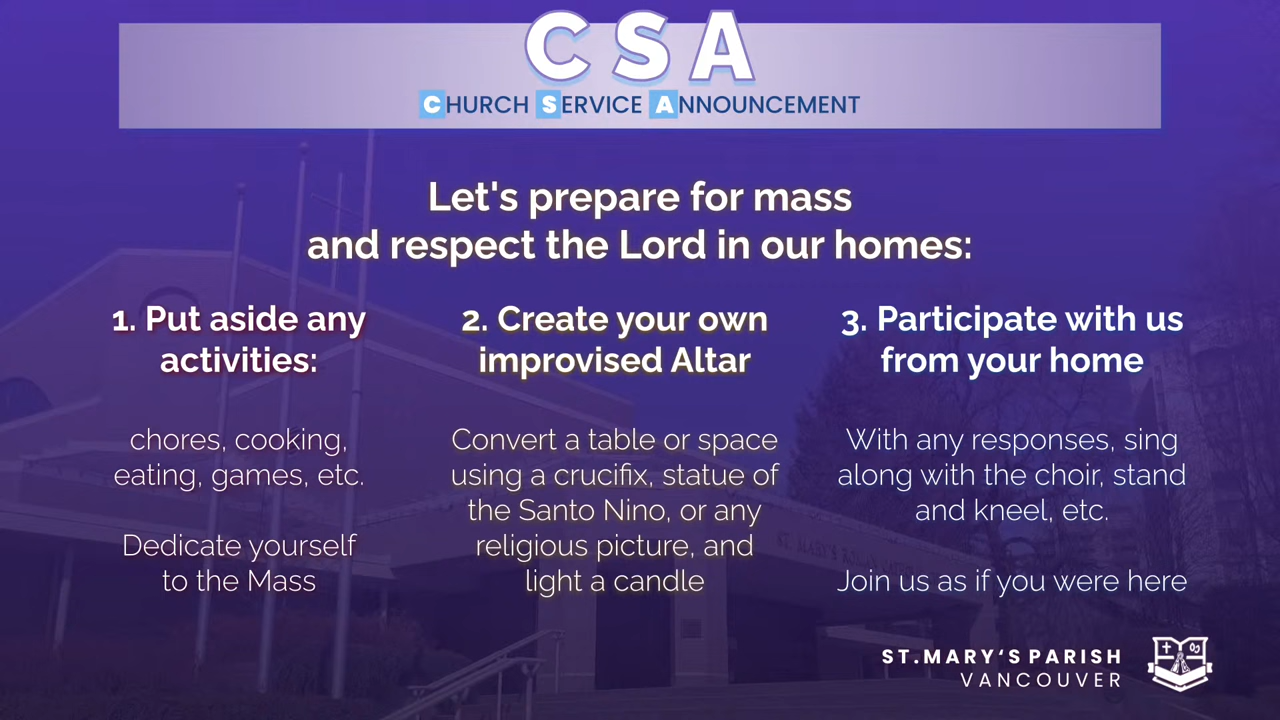 CSA
CHURCH SERVICE ANNOUNCEMENT
Let's prepare for mass
and respect the Lord in our homes:
1. Put aside any
activities:
chores, cooking,
eating, games, etc.
Dedicate yourself
to the Mass
2. Create your own
improvised Altar
Convert a table or space
using a crucifix, statue of
the Santo Nino, or any
religious picture, and
light a candle
3. Participate with us
from your home
With any responses, sing
along with the choir, stand
and kneel, etc.
Join us as if you were here
ST. MARY'S
ST.MARY‘S PARISH
VANCOUVER